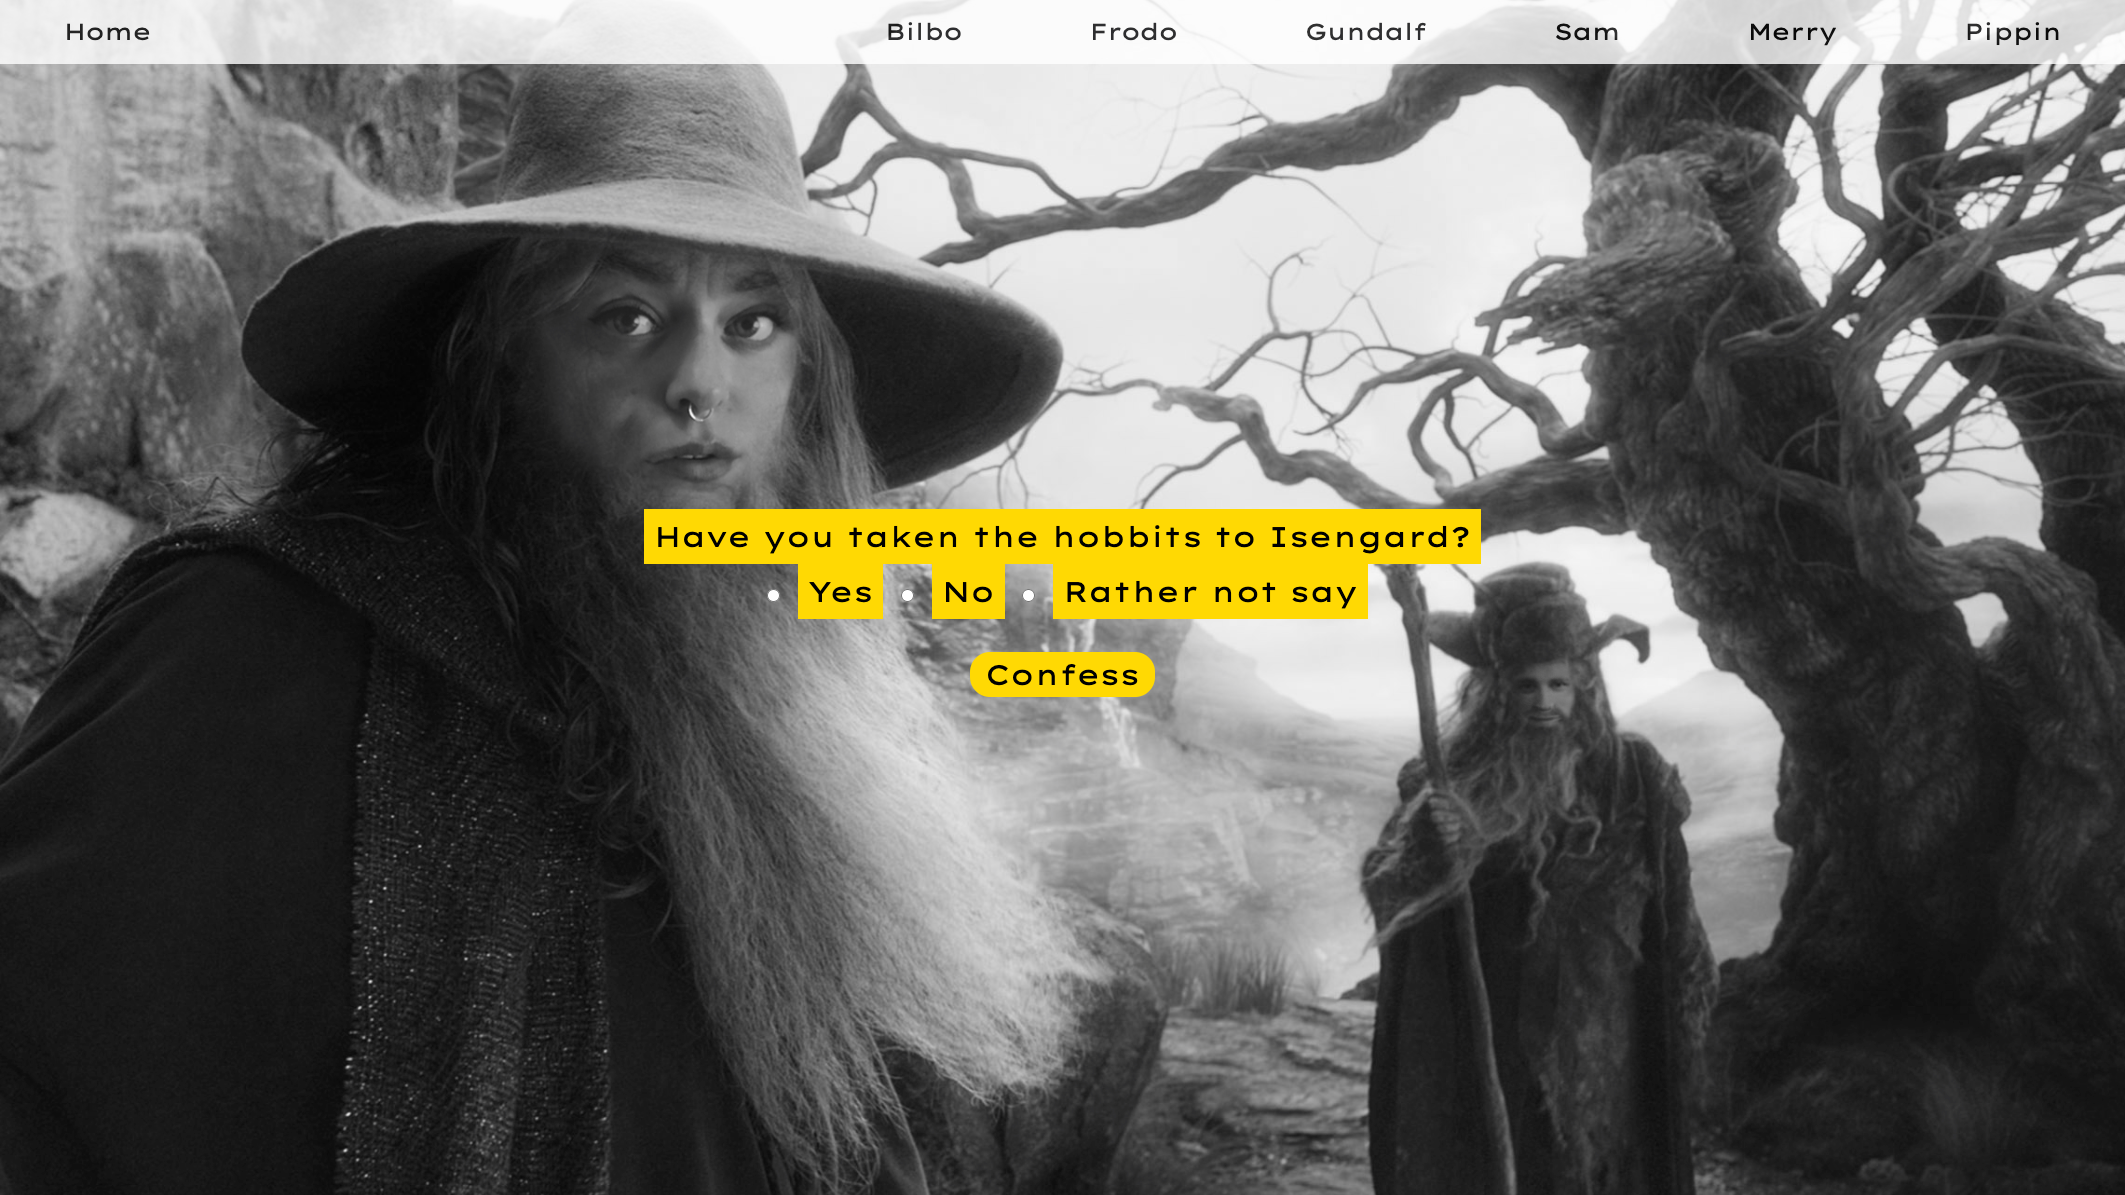 Home Bilbo Frodo Gundalf Sam Merry Pippin
Have you taken the hobbits to Isengard?
Yes No Rather not say
Confess